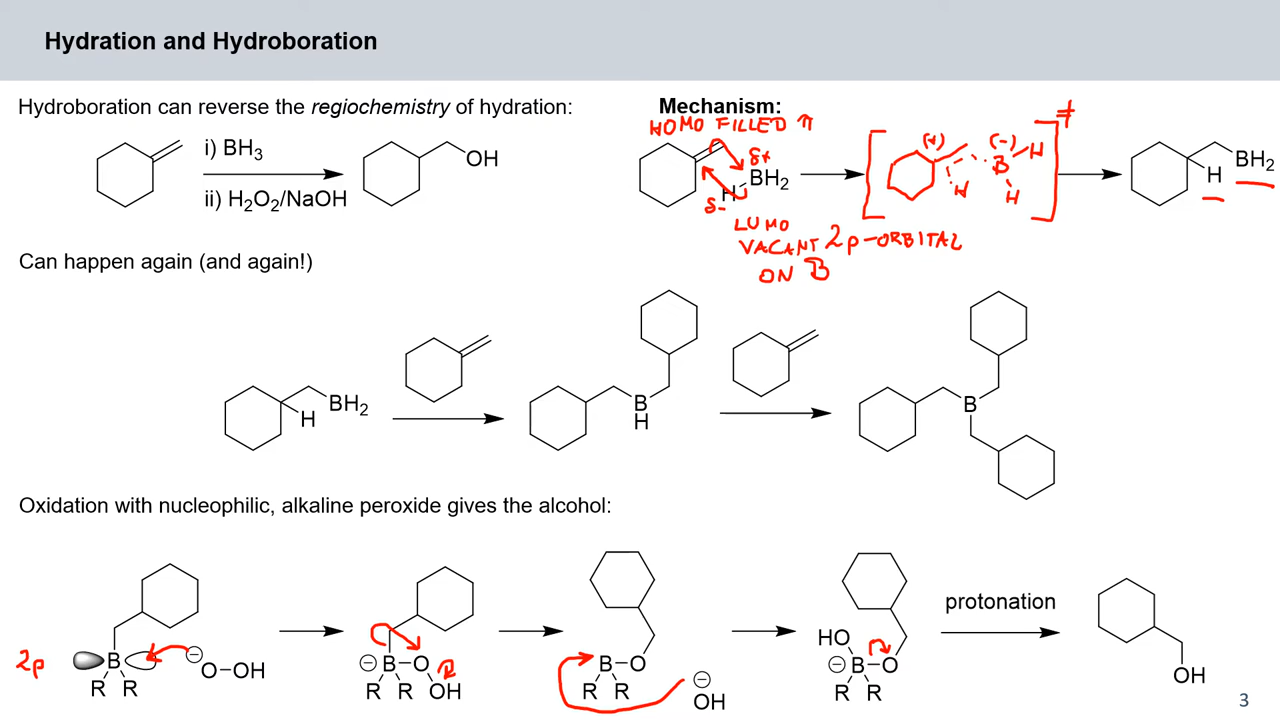 Hydration and Hydroboration
Hydroboration can reverse the regiochemistry of hydration:
i) BH3
ii) H2O2/NaOH
OH
Mechanism:
HOMO FILLED π
δ+
H BH2
δ-
LUMO
VACANT 2p-ORBITAL
ON B
(+) (-)
B H
H
H
‡
BH2
H
Can happen again (and again!)
BH2
H
B
H
B
Oxidation with nucleophilic, alkaline peroxide gives the alcohol:
2p
B
R R
⊖
O-OH
⊖ B-O
R R OH
B-O
R R
⊖
OH
HO
⊖ B-O
R R
protonation
OH
3